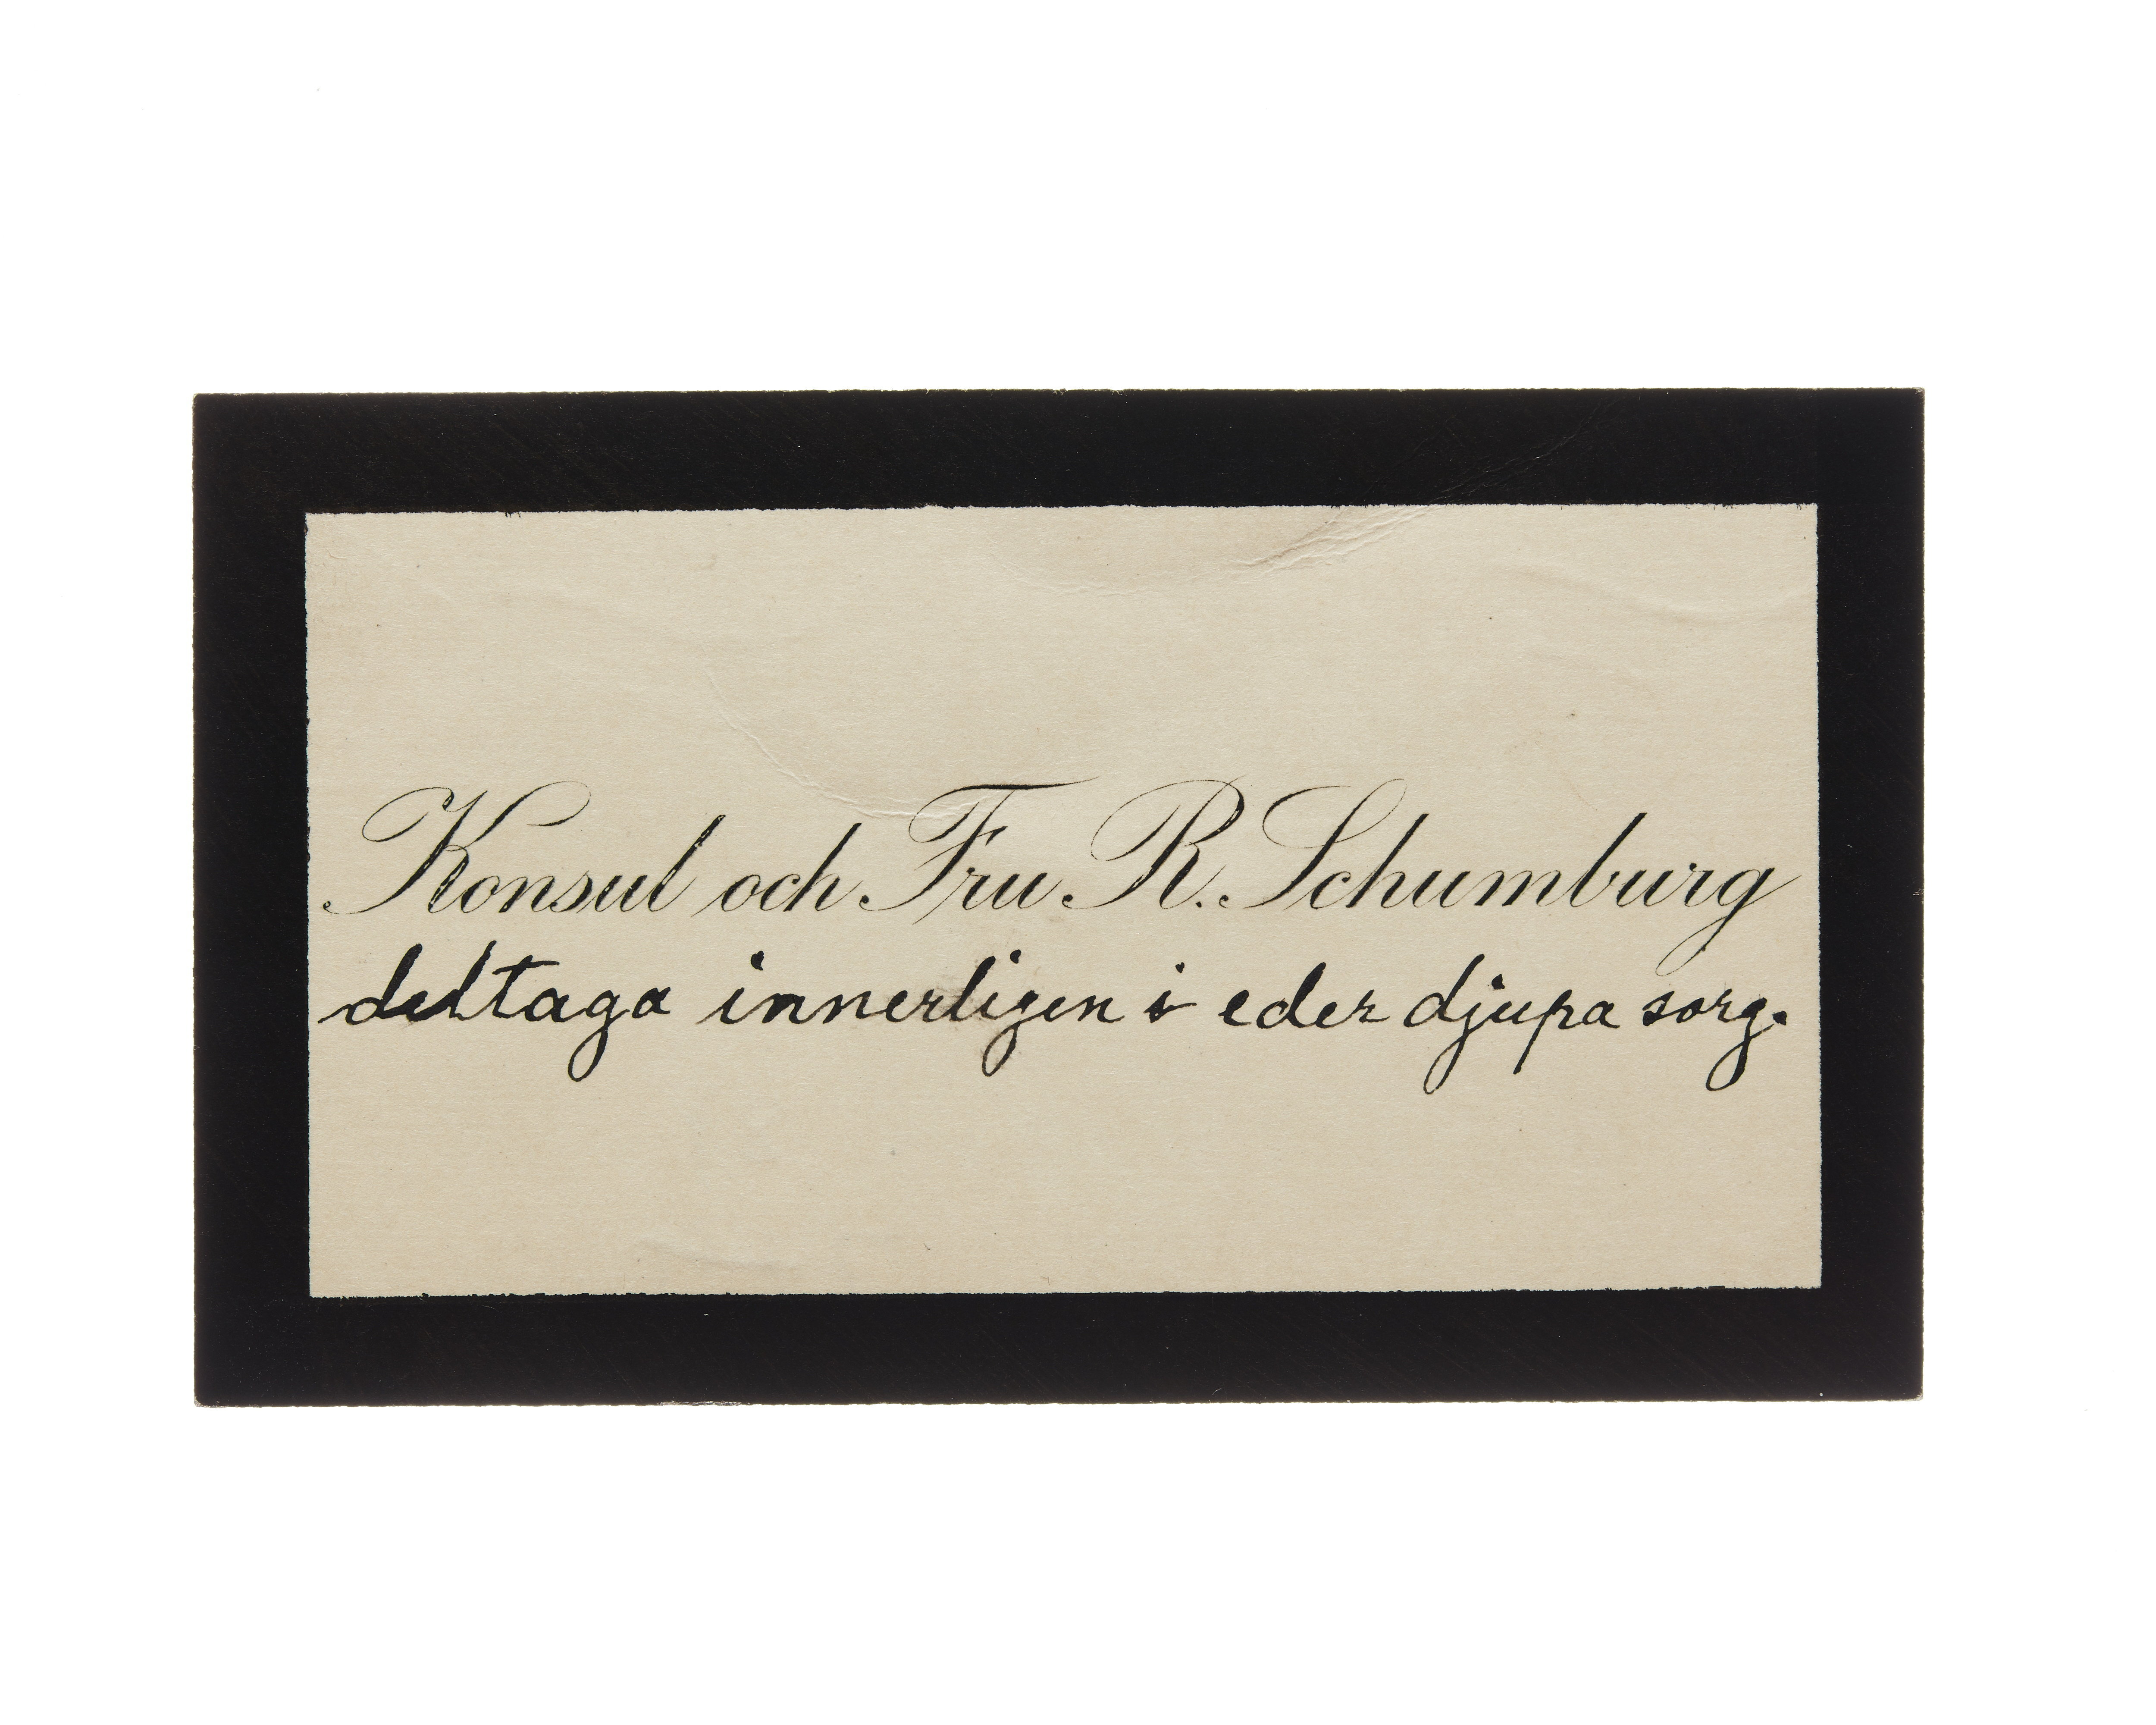 Konsul och Fru R. Schumburg
deltaga innerligen i eder djupa sorg.